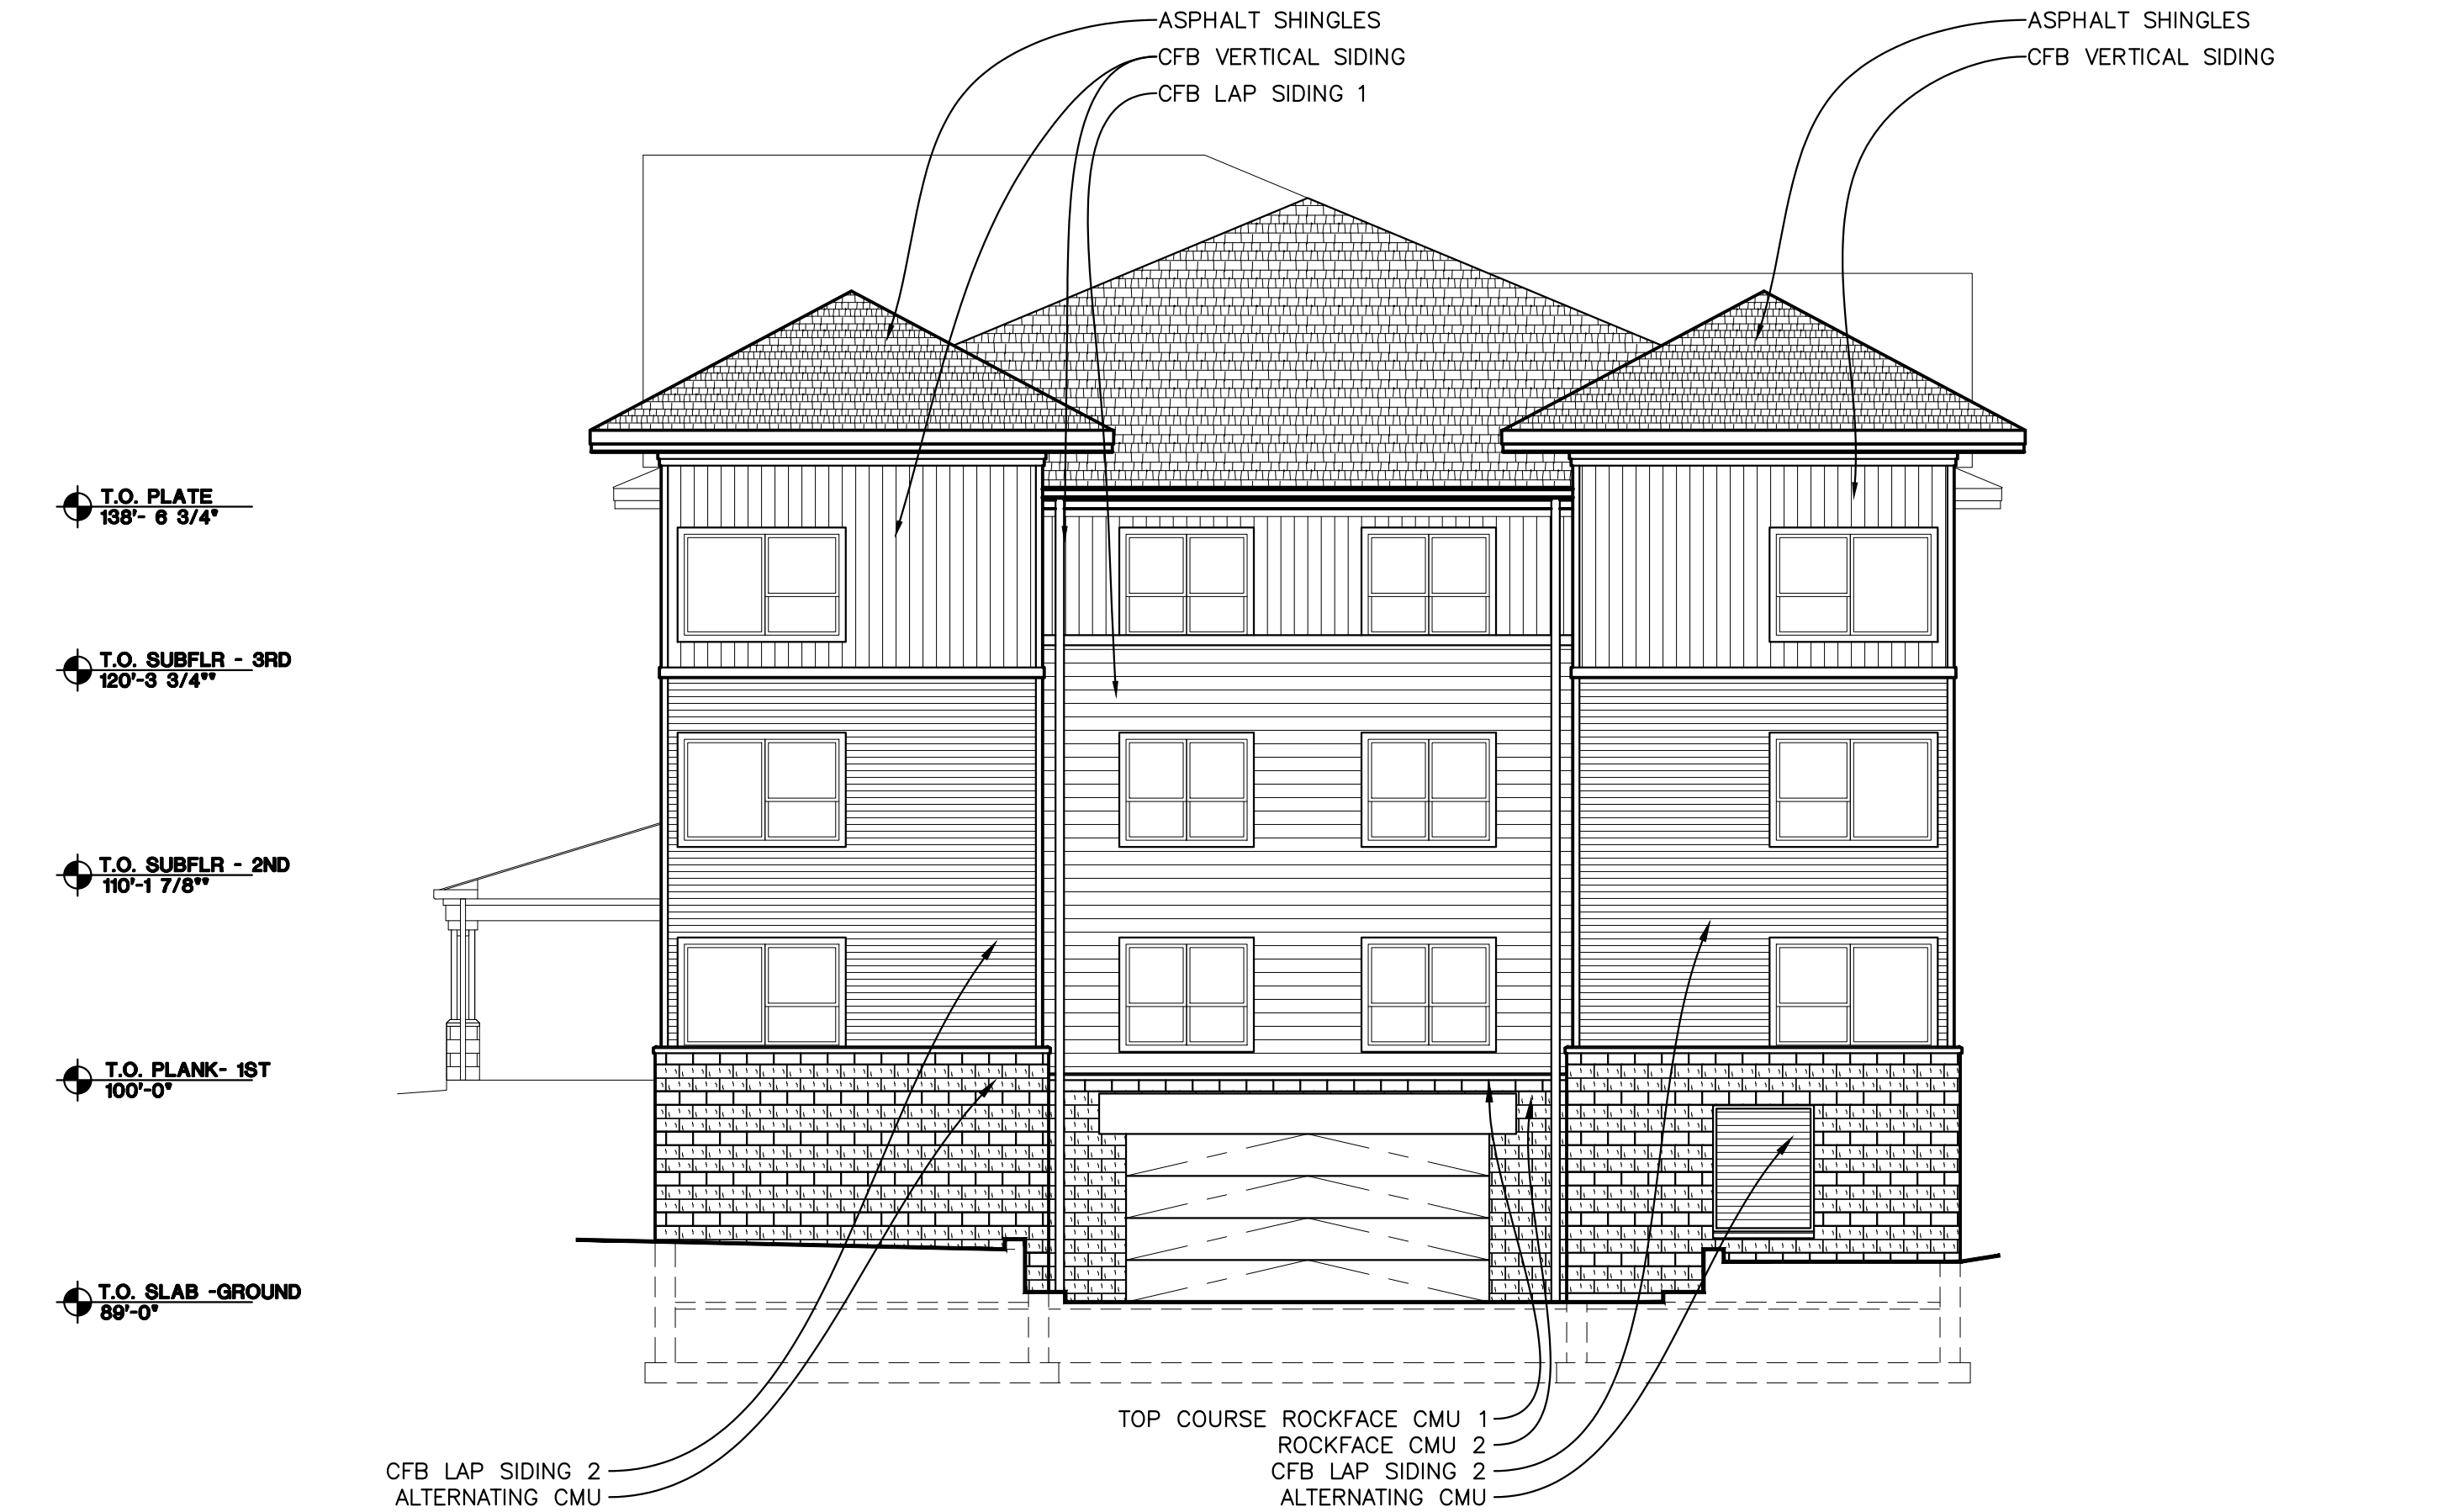 ASPHALT SHINGLES
CFB VERTICAL SIDING
CFB LAP SIDING 1
ASPHALT SHINGLES
CFB VERTICAL SIDING
T.O. PLATE
138'- 6 3/4"
T.O. SUBFLR - 3RD
120'-3 3/4""
T.O. SUBFLR - 2ND
110'-1 7/8""
T.O. PLANK- 1ST
100'-0"
T.O. SLAB -GROUND
89'-0"
CFB LAP SIDING 2
ALTERNATING CMU
TOP COURSE ROCKFACE CMU 1
ROCKFACE CMU 2
CFB LAP SIDING 2
ALTERNATING CMU